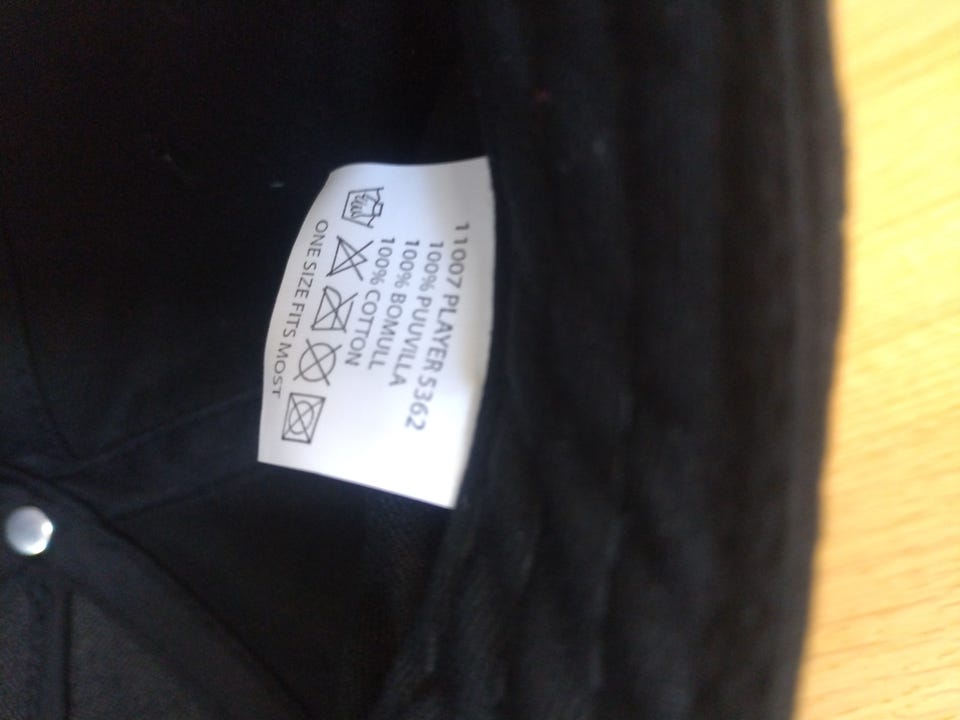 11007 PLAYER 5362
100% PUUVILLA
100% BOMULL
100% COTTON
ONE SIZE FITS MOST